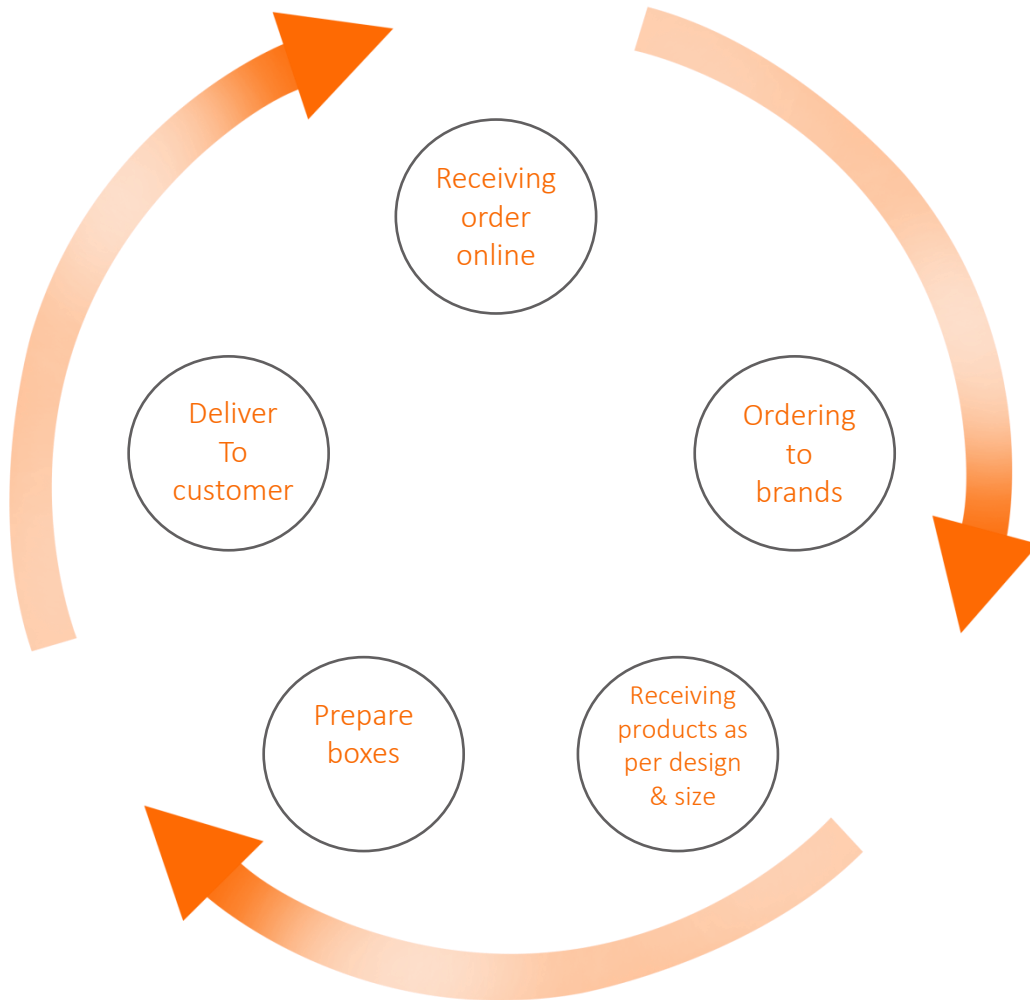 Receiving
order
online
Ordering
to
brands
Receiving
products as
per design
& size
Prepare
boxes
Deliver
To
customer